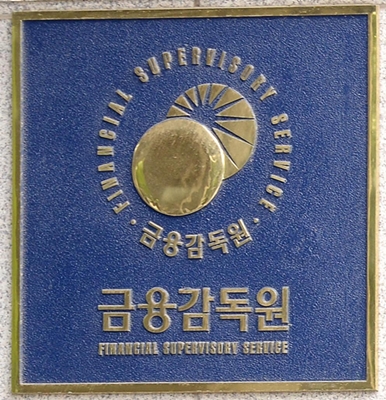 · FINANCIAL SUPERVISORY SERVICE ·
금융감독원
금융감독원
FINANCIAL SUPERVISORY SERVICE